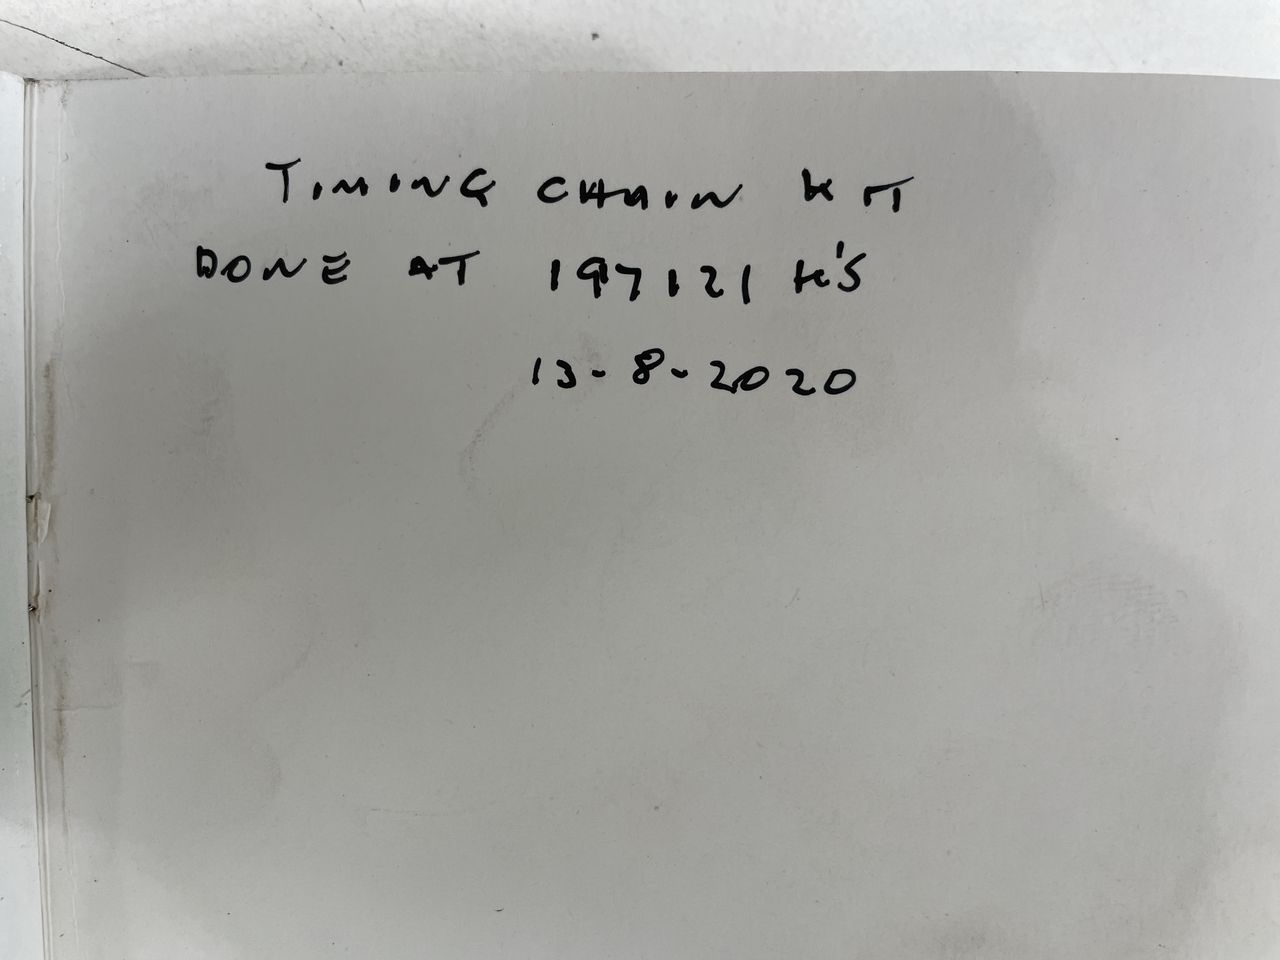 TIMING CHAIN KIT
DONE AT 197121 K'S
13-8-2020